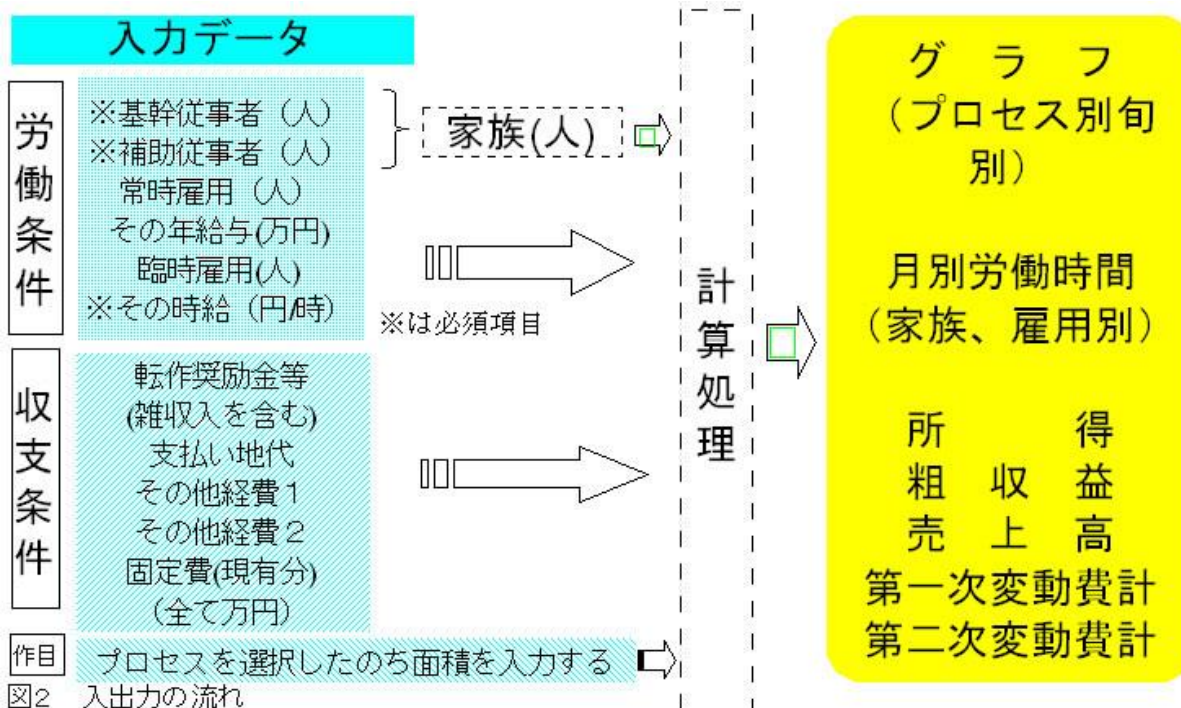 入力データ
労働条件
※基幹従事者（人）
※補助従事者（人）
常時雇用（人）
その年給与(万円)
臨時雇用(人)
※その時給（円/時）
家族(人)
※は必須項目
収支条件
転作奨励金等
(雑収入を含む)
支払い地代
その他経費１
その他経費２
固定費(現有分)
（全て万円）
作目
プロセスを選択したのち面積を入力する
計算処理
グラフ
（プロセス別旬
別）
月別労働時間
（家族、雇用別）
所得
粗収益
売上高
第一次変動費計
第二次変動費計
図２　入出力の流れ